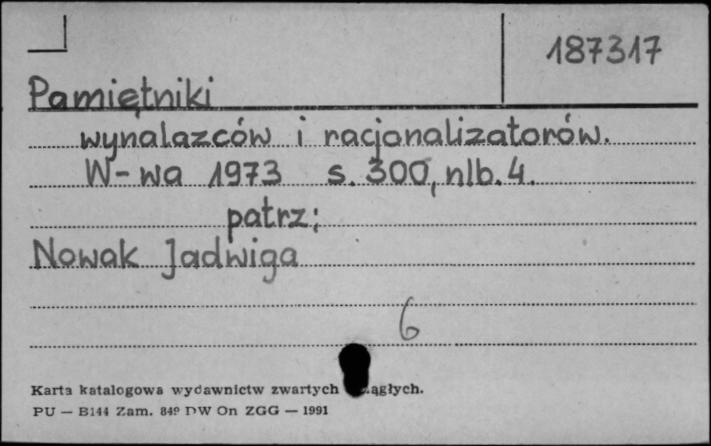 187317
Pamiętniki
wynalazców i racjonalizatorów.
W-wa 1973 s. 300, nlb. 4.
patrz:
Nowak Jadwiga
6
Karta katalogowa wydawnictw zwartych ciągłych.
PU — B144 Zam. 849 DW On ZGG — 1991